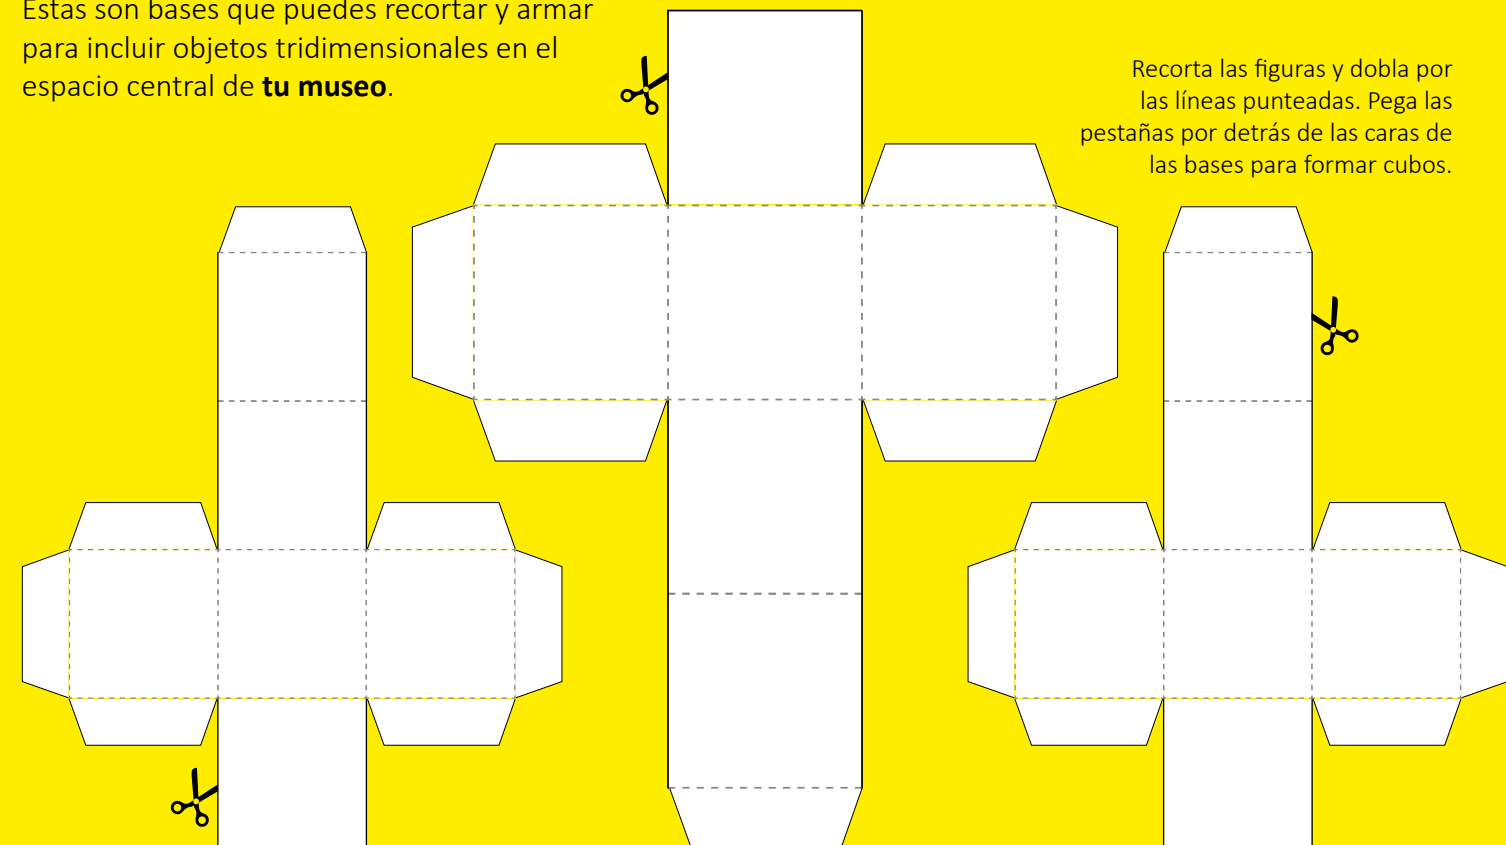 Estas son bases que puedes recortar y armar
para incluir objetos tridimensionales en el
espacio central de tu museo.
Recorta las figuras y dobla por
las líneas punteadas. Pega las
pestañas por detrás de las caras de
las bases para formar cubos.